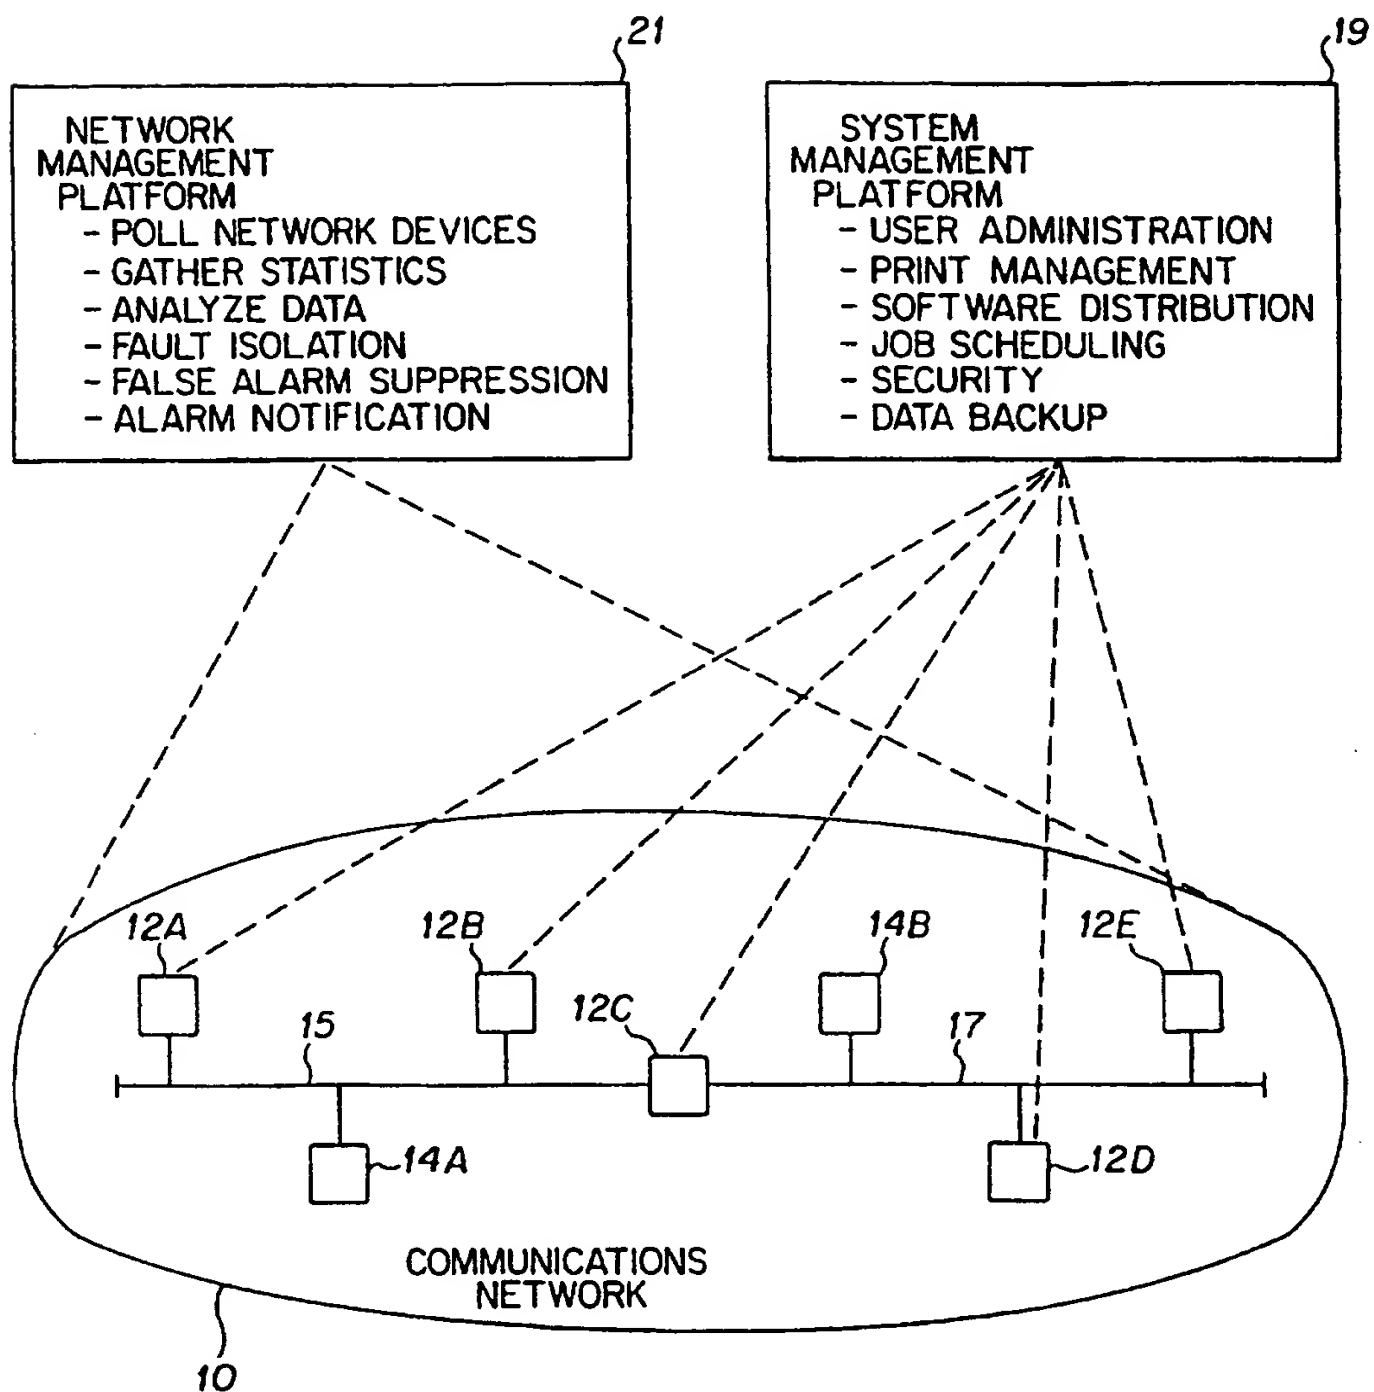 21
19
NETWORK
MANAGEMENT
PLATFORM
- POLL NETWORK DEVICES
- GATHER STATISTICS
- ANALYZE DATA
- FAULT ISOLATION
- FALSE ALARM SUPPRESSION
- ALARM NOTIFICATION
SYSTEM
MANAGEMENT
PLATFORM
- USER ADMINISTRATION
- PRINT MANAGEMENT
- SOFTWARE DISTRIBUTION
- JOB SCHEDULING
- SECURITY
- DATA BACKUP
12A
12B
14B
12E
12C
15
17
14A
12D
COMMUNICATIONS
NETWORK
10